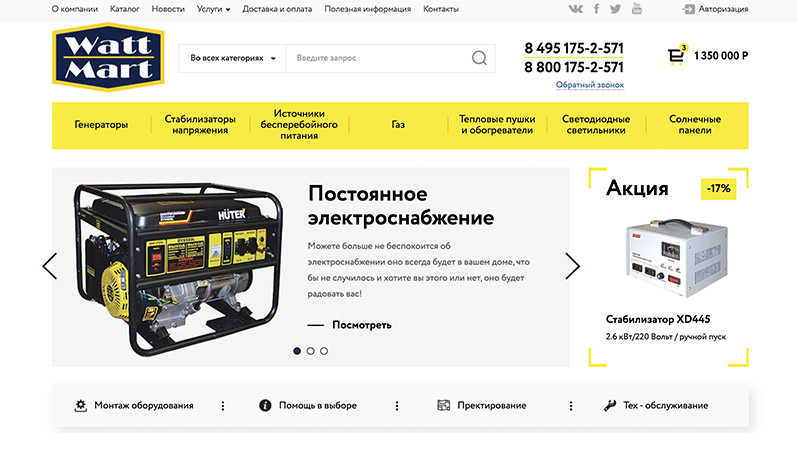 О компании
Каталог
Новости
Услуги
Доставка и оплата
Полезная информация
Контакты
Авторизация
Watt
Mart
Во всех категориях
Введите запрос
8 495 175-2-571
8 800 175-2-571
Обратный звонок
3
1 350 000 Р
Генераторы
Стабилизаторы
напряжения
Источники
бесперебойного
питания
Газ
Тепловые пушки
и обогреватели
Светодиодные
светильники
Солнечные
панели
HUTER
Постоянное
электроснабжение
Можете больше не беспокоится об
электроснабжении оно всегда будет в вашем доме, что
бы не случилось и хотите вы этого или нет, оно будет
радовать вас!
Посмотреть
Акция
-17%
Стабилизатор XD445
2.6 кВт/220 Вольт / ручной пуск
Монтаж оборудования
Помощь в выборе
Пректирование
Тех - обслуживание